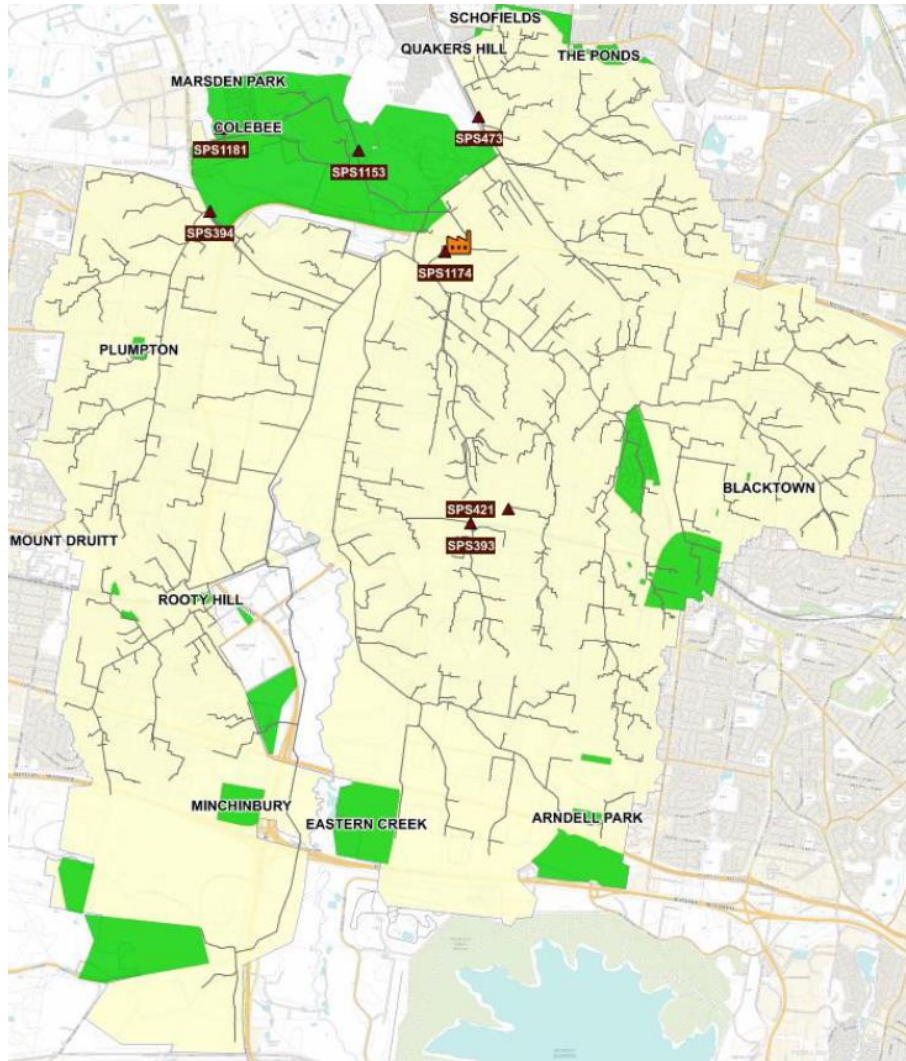 SCHOFIELDS
QUAKERS HILL
THE PONDS
MARSDEN PARK
COLEBEE
SPS473
SPS1181
SPS1153
SPS394
SPS1174
PLUMPTON
BLACKTOWN
SPS421
SPS393
MOUNT DRUITT
ROOTY HILL
MINCHINBURY
EASTERN CREEK
ARNDELL PARK